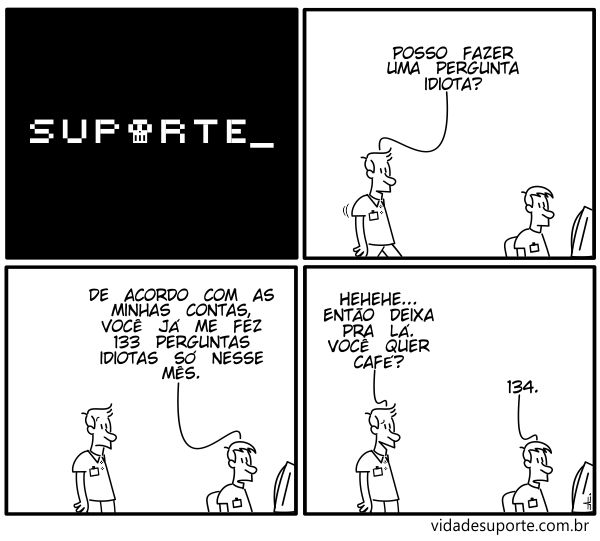 SUPORTE_
POSSO FAZER
UMA PERGUNTA
IDIOTA?
DE ACORDO COM AS
MINHAS CONTAS,
VOCÊ JÁ ME FEZ
133 PERGUNTAS
IDIOTAS SÓ NESSE
MÊS.
HEHEHE...
ENTÃO DEIXA
PRA LÁ.
VOCÊ QUER
CAFÉ?
134.
vidadesuporte.com.br